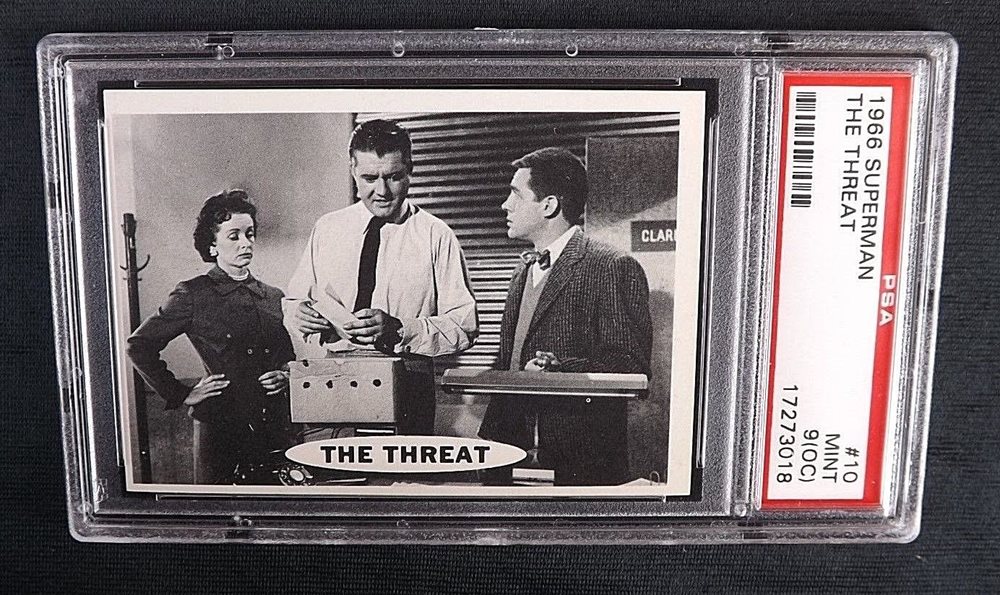 THE THREAT
CLAR
1966 SUPERMAN
THE THREAT
PSA
#10
MINT
9(OC)
17273018